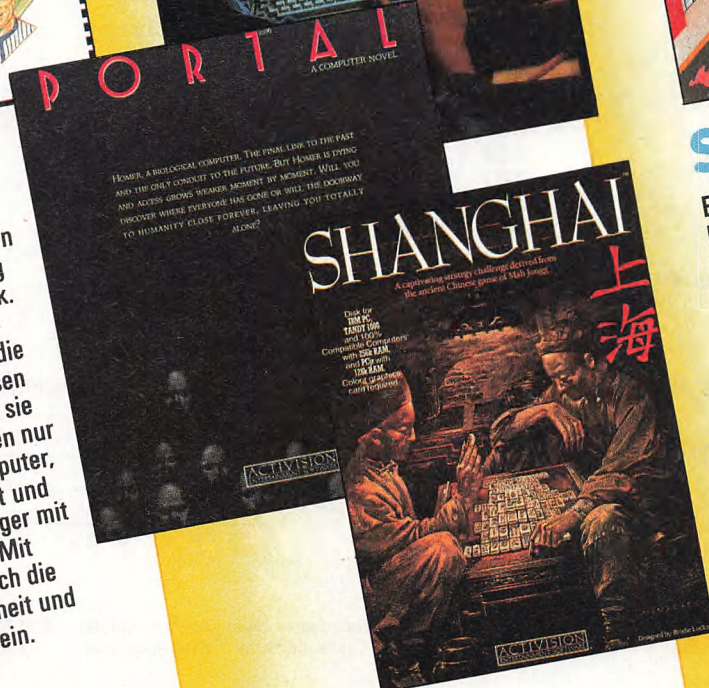 PORTAL
A COMPUTER NOVEL
HOMER, A BIOLOGICAL COMPUTER. THE FINAL LINK TO THE PAST
AND THE ONLY CONDUIT TO THE FUTURE. BUT HOMER IS DYING
AND ACCESS GROWS WEAKER MOMENT BY MOMENT. WILL YOU
DISCOVER WHERE EVERYONE HAS GONE OR WILL THE DOORWAY
TO HUMANITY CLOSE FOREVER, LEAVING YOU TOTALLY
ALONE?
ACTIVISION
ENTERTAINMENT SOFTWARE
SHANGHAI™
A captivating strategy challenge derived from
the ancient Chinese game of Mah Jongg.
上
海
Disk for
IBM PC,
TANDY 1000
and 100%
Compatible Computers
with 256k RAM,
and PCjr with
128k RAM.
Colour graphics
card required.
ACTIVISION
ENTERTAINMENT SOFTWARE
Designed by Brodie
n
g
k.
die
sen
sie
en nur
puter,
t und
ger mit
Mit
ch die
heit und
ein.
S
E